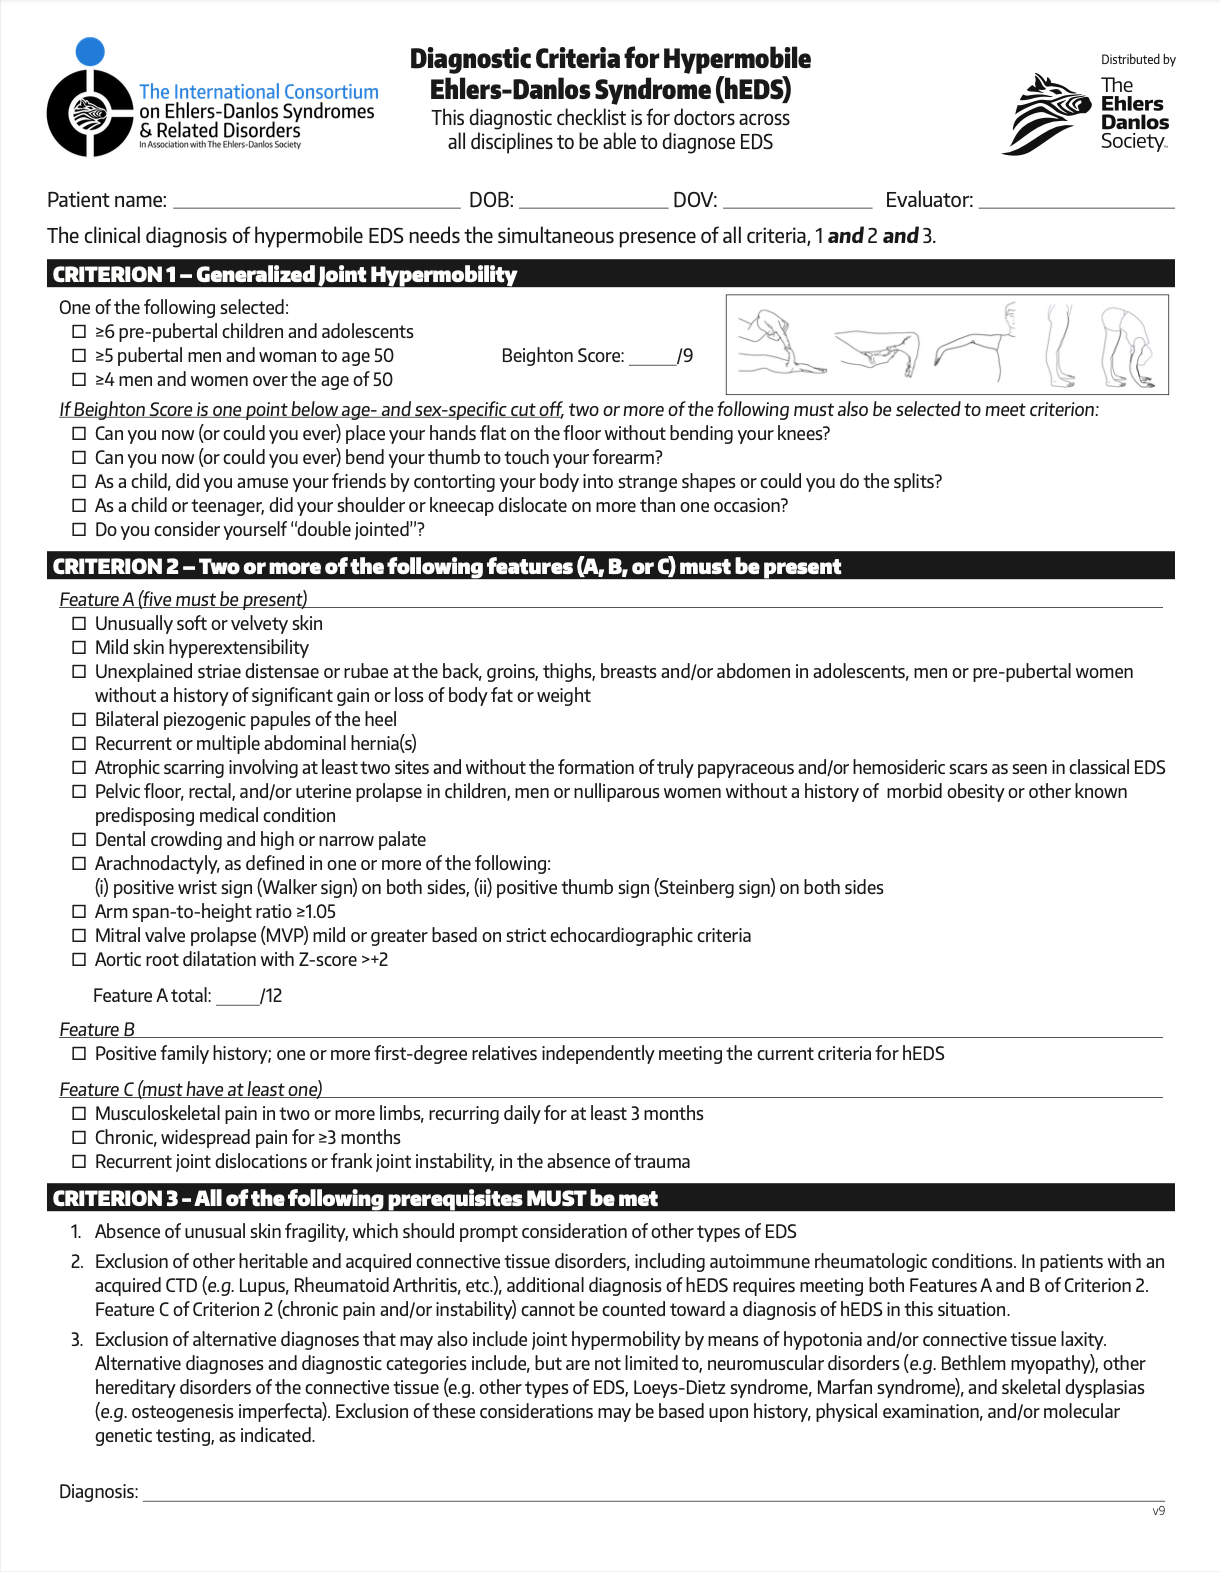 The International Consortium
on Ehlers-Danlos Syndromes
& Related Disorders
In Association with The Ehlers-Danlos Society
Diagnostic Criteria for Hypermobile
Ehlers-Danlos Syndrome (hEDS)
This diagnostic checklist is for doctors across
all disciplines to be able to diagnose EDS
Distributed by
The
Ehlers
Danlos
Society™
Patient name: ____ DOB: ____ DOV: ____ Evaluator: ____
The clinical diagnosis of hypermobile EDS needs the simultaneous presence of all criteria, 1 and 2 and 3.
CRITERION 1 – Generalized Joint Hypermobility
One of the following selected:
☐ ≥6 pre-pubertal children and adolescents
☐ ≥5 pubertal men and woman to age 50 Beighton Score: ____/9
☐ ≥4 men and women over the age of 50
If Beighton Score is one point below age- and sex-specific cut off, two or more of the following must also be selected to meet criterion:
☐ Can you now (or could you ever) place your hands flat on the floor without bending your knees?
☐ Can you now (or could you ever) bend your thumb to touch your forearm?
☐ As a child, did you amuse your friends by contorting your body into strange shapes or could you do the splits?
☐ As a child or teenager, did your shoulder or kneecap dislocate on more than one occasion?
☐ Do you consider yourself “double jointed”?
CRITERION 2 – Two or more of the following features (A, B, or C) must be present
Feature A (five must be present)
☐ Unusually soft or velvety skin
☐ Mild skin hyperextensibility
☐ Unexplained striae distensae or rubae at the back, groins, thighs, breasts and/or abdomen in adolescents, men or pre-pubertal women
without a history of significant gain or loss of body fat or weight
☐ Bilateral piezogenic papules of the heel
☐ Recurrent or multiple abdominal hernia(s)
☐ Atrophic scarring involving at least two sites and without the formation of truly papyraceous and/or hemosideric scars as seen in classical EDS
☐ Pelvic floor, rectal, and/or uterine prolapse in children, men or nulliparous women without a history of morbid obesity or other known
predisposing medical condition
☐ Dental crowding and high or narrow palate
☐ Arachnodactyly, as defined in one or more of the following:
(i) positive wrist sign (Walker sign) on both sides, (ii) positive thumb sign (Steinberg sign) on both sides
☐ Arm span-to-height ratio ≥1.05
☐ Mitral valve prolapse (MVP) mild or greater based on strict echocardiographic criteria
☐ Aortic root dilatation with Z-score >+2
Feature A total: ____/12
Feature B
☐ Positive family history; one or more first-degree relatives independently meeting the current criteria for hEDS
Feature C (must have at least one)
☐ Musculoskeletal pain in two or more limbs, recurring daily for at least 3 months
☐ Chronic, widespread pain for ≥3 months
☐ Recurrent joint dislocations or frank joint instability, in the absence of trauma
CRITERION 3 - All of the following prerequisites MUST be met
1. Absence of unusual skin fragility, which should prompt consideration of other types of EDS
2. Exclusion of other heritable and acquired connective tissue disorders, including autoimmune rheumatologic conditions. In patients with an
acquired CTD (e.g. Lupus, Rheumatoid Arthritis, etc.), additional diagnosis of hEDS requires meeting both Features A and B of Criterion 2.
Feature C of Criterion 2 (chronic pain and/or instability) cannot be counted toward a diagnosis of hEDS in this situation.
3. Exclusion of alternative diagnoses that may also include joint hypermobility by means of hypotonia and/or connective tissue laxity.
Alternative diagnoses and diagnostic categories include, but are not limited to, neuromuscular disorders (e.g. Bethlem myopathy), other
hereditary disorders of the connective tissue (e.g. other types of EDS, Loeys-Dietz syndrome, Marfan syndrome), and skeletal dysplasias
(e.g. osteogenesis imperfecta). Exclusion of these considerations may be based upon history, physical examination, and/or molecular
genetic testing, as indicated.
Diagnosis: ____
v9